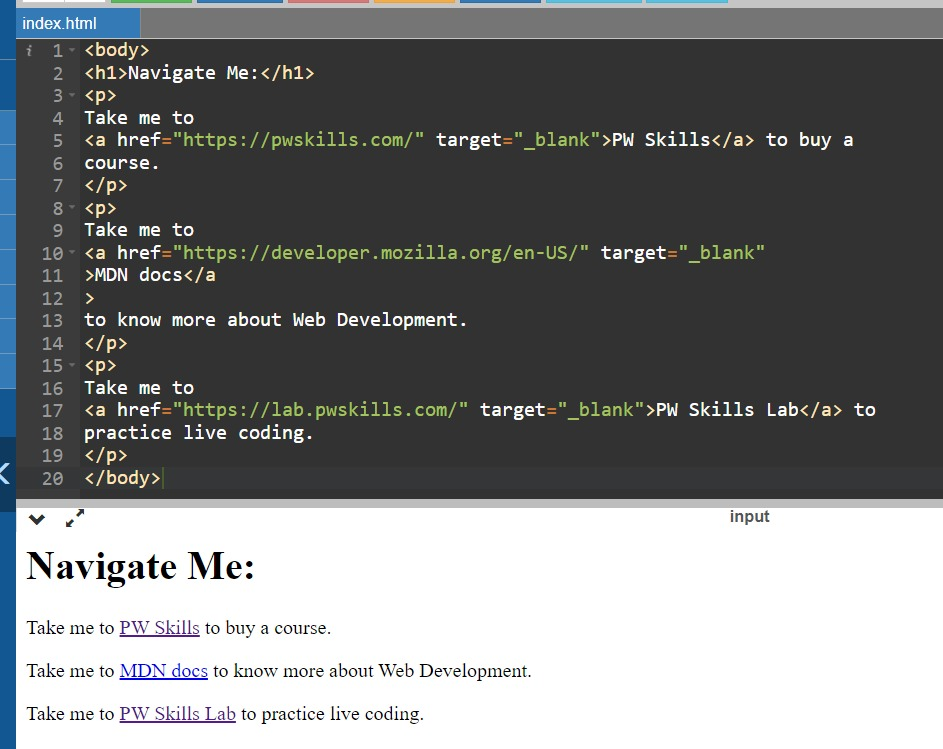 index.html
i 1 <body>
2 <h1>Navigate Me:</h1>
3 <p>
4 Take me to
5 <a href="https://pwskills.com/" target="_blank">PW Skills</a> to buy a
6 course.
7 </p>
8 <p>
9 Take me to
10 <a href="https://developer.mozilla.org/en-US/" target="_blank"
11 >MDN docs</a
12 >
13 to know more about Web Development.
14 </p>
15 <p>
16 Take me to
17 <a href="https://lab.pwskills.com/" target="_blank">PW Skills Lab</a> to
18 practice live coding.
19 </p>
20 </body>
input
Navigate Me:
Take me to PW Skills to buy a course.
Take me to MDN docs to know more about Web Development.
Take me to PW Skills Lab to practice live coding.